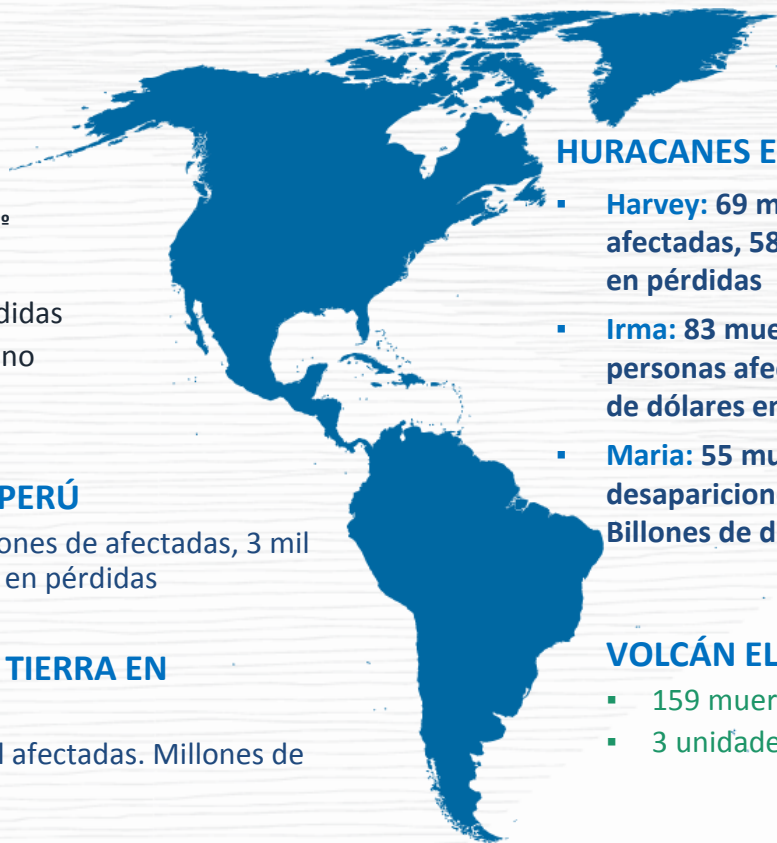 º
didas
no
PERÚ
ones de afectadas, 3 mil
en pérdidas
TIERRA EN
l afectadas. Millones de
HURACANES E
▪ Harvey: 69 m
afectadas, 58
en pérdidas
▪ Irma: 83 mue
personas afe
de dólares en
▪ Maria: 55 mu
desaparicion
Billones de d
VOLCÁN EL
▪ 159 muer
▪ 3 unidade